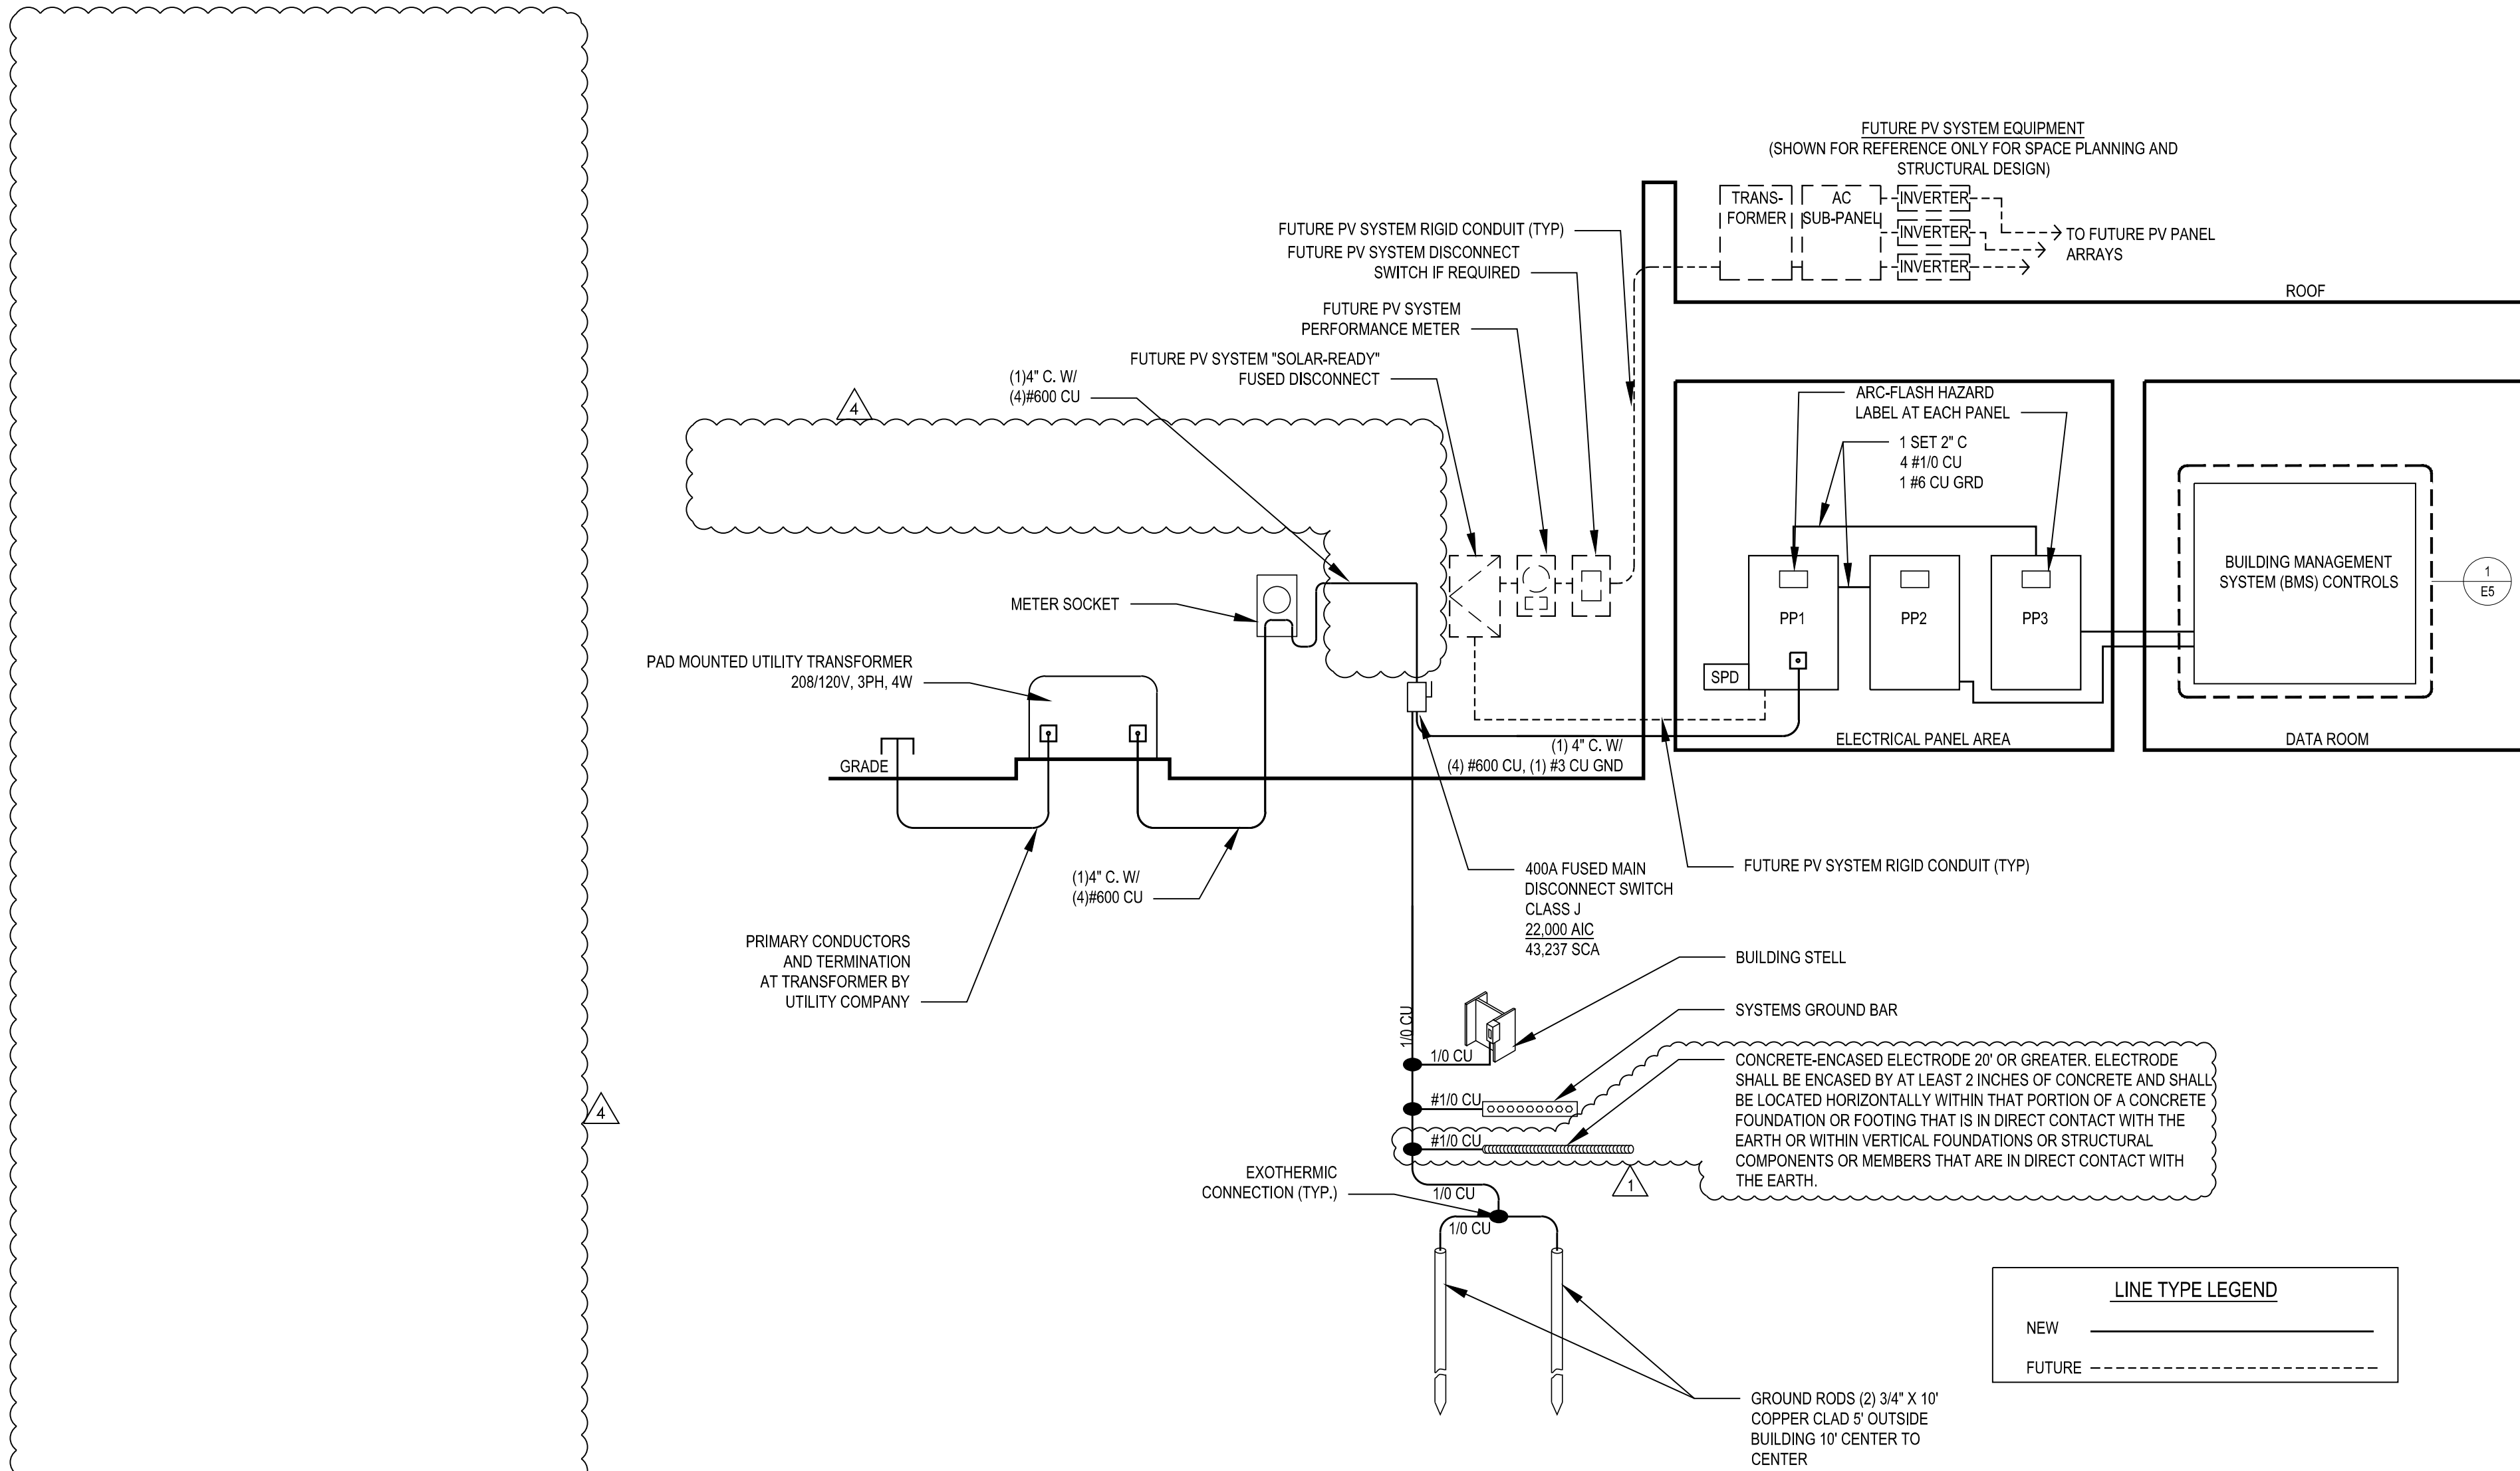 FUTURE PV SYSTEM EQUIPMENT
(SHOWN FOR REFERENCE ONLY FOR SPACE PLANNING AND
STRUCTURAL DESIGN)
TRANS-
FORMER
AC
SUB-PANEL
INVERTER
INVERTER
INVERTER
TO FUTURE PV PANEL
ARRAYS
ROOF
FUTURE PV SYSTEM RIGID CONDUIT (TYP)
FUTURE PV SYSTEM DISCONNECT
SWITCH IF REQUIRED
FUTURE PV SYSTEM
PERFORMANCE METER
FUTURE PV SYSTEM "SOLAR-READY"
FUSED DISCONNECT
(1)4" C. W/
(4)#600 CU
4
ARC-FLASH HAZARD
LABEL AT EACH PANEL
1 SET 2" C
4 #1/0 CU
1 #6 CU GRD
PP1
PP2
PP3
SPD
ELECTRICAL PANEL AREA
BUILDING MANAGEMENT
SYSTEM (BMS) CONTROLS
1
E5
DATA ROOM
METER SOCKET
PAD MOUNTED UTILITY TRANSFORMER
208/120V, 3PH, 4W
GRADE
(1) 4" C. W/
(4) #600 CU, (1) #3 CU GND
(1)4" C. W/
(4)#600 CU
PRIMARY CONDUCTORS
AND TERMINATION
AT TRANSFORMER BY
UTILITY COMPANY
400A FUSED MAIN
DISCONNECT SWITCH
CLASS J
22,000 AIC
43,237 SCA
FUTURE PV SYSTEM RIGID CONDUIT (TYP)
BUILDING STELL
SYSTEMS GROUND BAR
1/0 CU
1/0 CU
#1/0 CU
#1/0 CU
CONCRETE-ENCASED ELECTRODE 20' OR GREATER. ELECTRODE
SHALL BE ENCASED BY AT LEAST 2 INCHES OF CONCRETE AND SHALL
BE LOCATED HORIZONTALLY WITHIN THAT PORTION OF A CONCRETE
FOUNDATION OR FOOTING THAT IS IN DIRECT CONTACT WITH THE
EARTH OR WITHIN VERTICAL FOUNDATIONS OR STRUCTURAL
COMPONENTS OR MEMBERS THAT ARE IN DIRECT CONTACT WITH
THE EARTH.
4
1
EXOTHERMIC
CONNECTION (TYP.)
1/0 CU
1/0 CU
GROUND RODS (2) 3/4" X 10'
COPPER CLAD 5' OUTSIDE
BUILDING 10' CENTER TO
CENTER
LINE TYPE LEGEND
NEW
FUTURE